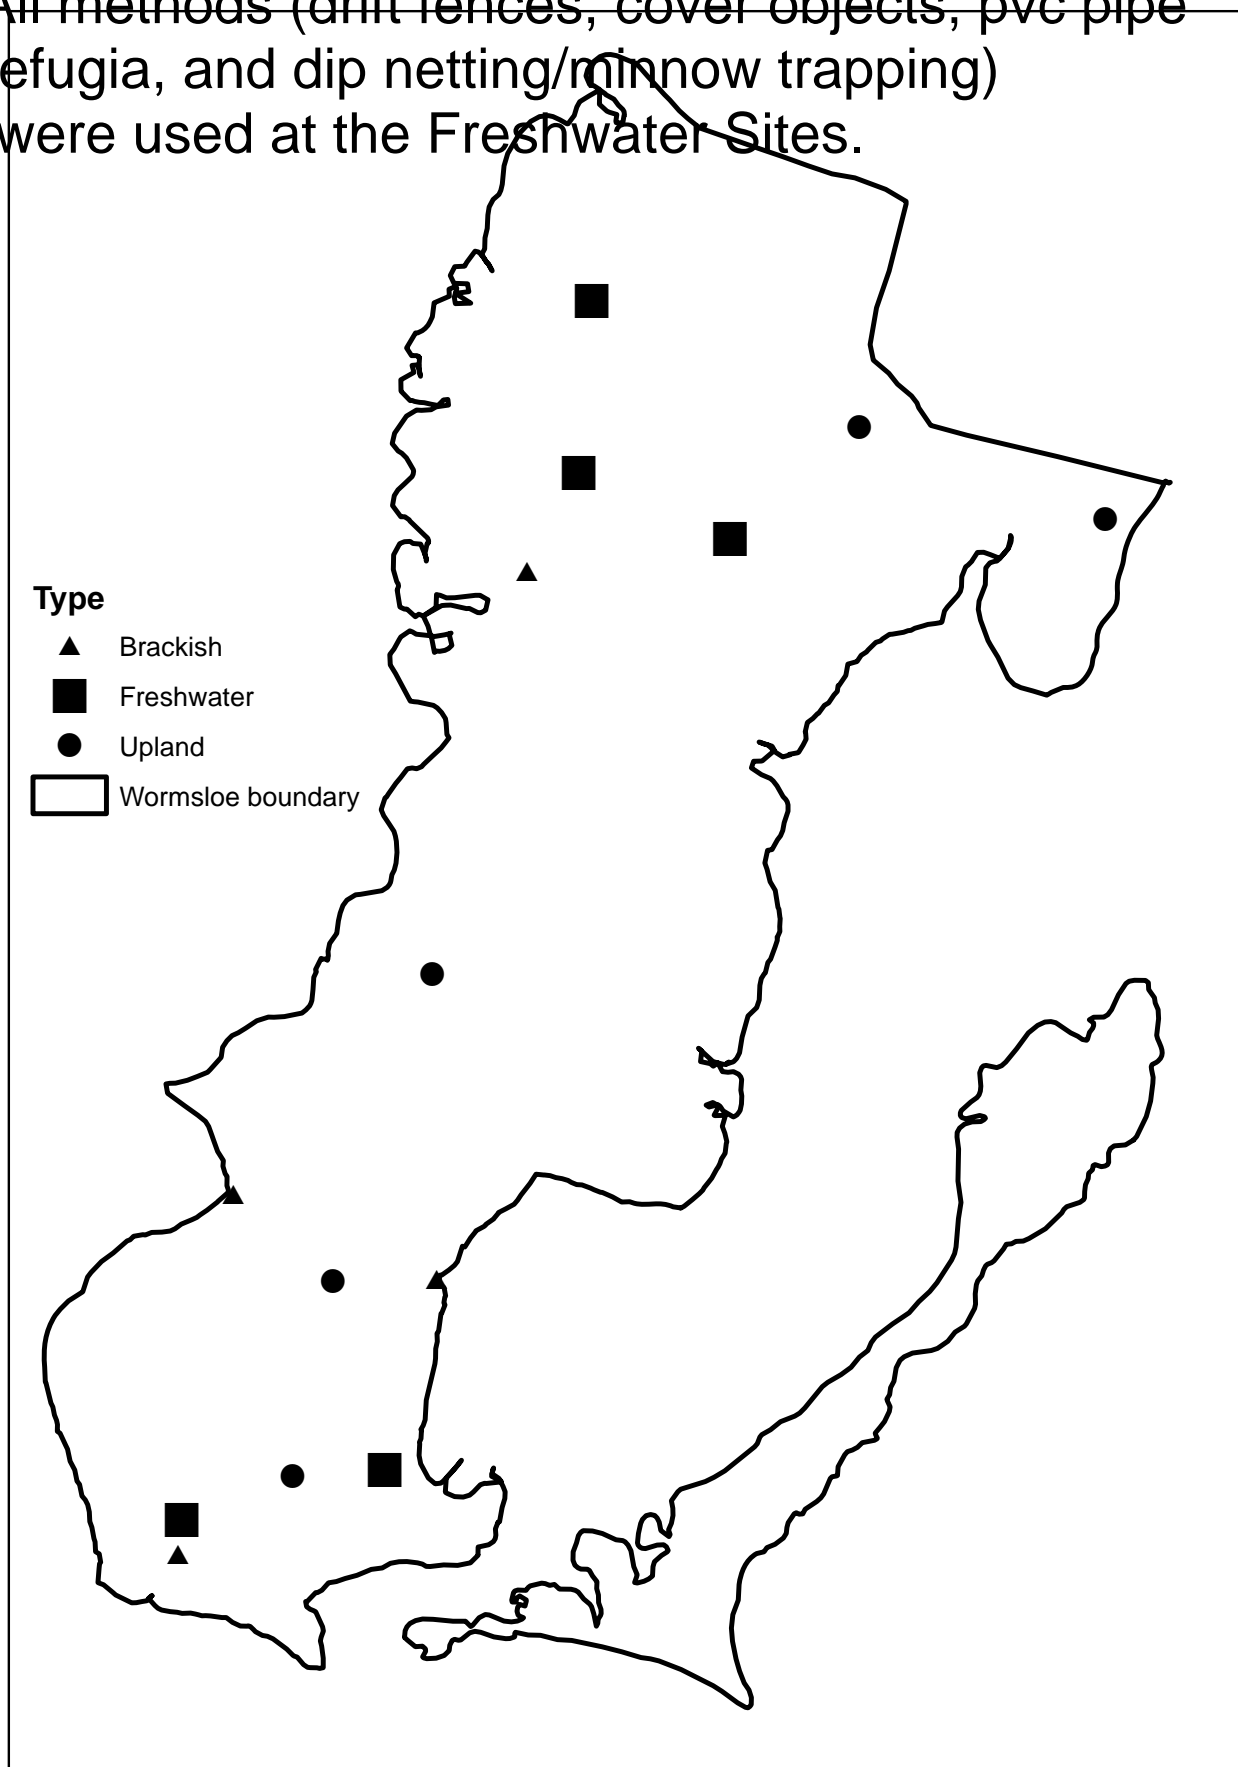 All methods (drift fences, cover objects, pvc pipe
efugia, and dip netting/minnow trapping)
were used at the Freshwater Sites.
Type
Brackish
Freshwater
Upland
Wormsloe boundary